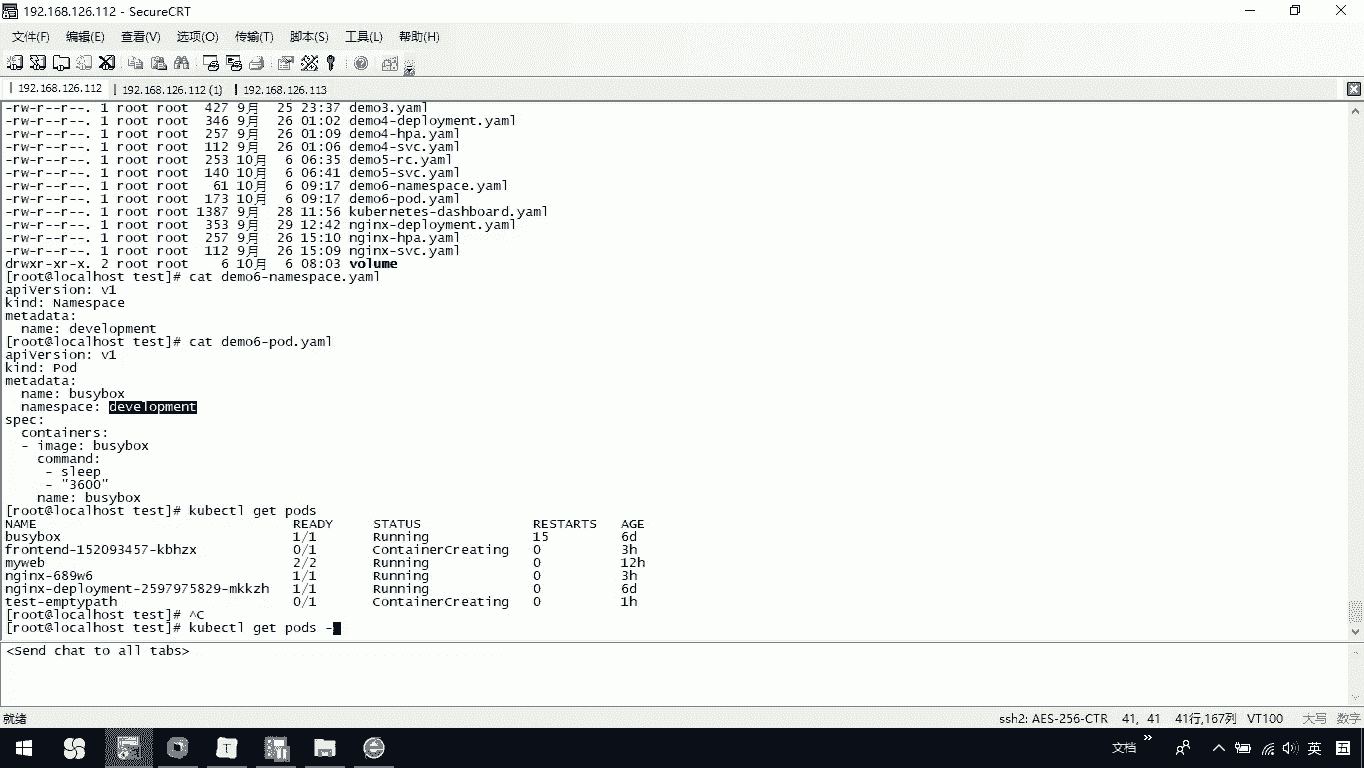 192.168.126.112 - SecureCRT
文件(F) 编辑(E) 查看(V) 选项(O) 传输(T) 脚本(S) 工具(L) 帮助(H)
192.168.126.112 192.168.126.112 (1) 192.168.126.113
-rw-r--r--. 1 root root  427 9月  25 23:37 demo3.yaml
-rw-r--r--. 1 root root  346 9月  26 01:02 demo4-deployment.yaml
-rw-r--r--. 1 root root  257 9月  26 01:09 demo4-hpa.yaml
-rw-r--r--. 1 root root  112 9月  26 01:06 demo4-svc.yaml
-rw-r--r--. 1 root root  253 10月  6 06:35 demo5-rc.yaml
-rw-r--r--. 1 root root  140 10月  6 06:41 demo5-svc.yaml
-rw-r--r--. 1 root root   61 10月  6 09:17 demo6-namespace.yaml
-rw-r--r--. 1 root root  173 10月  6 09:17 demo6-pod.yaml
-rw-r--r--. 1 root root 1387 9月  28 11:56 kubernetes-dashboard.yaml
-rw-r--r--. 1 root root  353 9月  29 12:42 nginx-deployment.yaml
-rw-r--r--. 1 root root  257 9月  26 15:10 nginx-hpa.yaml
-rw-r--r--. 1 root root  112 9月  26 15:09 nginx-svc.yaml
drwxr-xr-x. 2 root root    6 10月  6 08:03 volume
[root@localhost test]# cat demo6-namespace.yaml
apiVersion: v1
kind: Namespace
metadata:
  name: development
[root@localhost test]# cat demo6-pod.yaml
apiVersion: v1
kind: Pod
metadata:
  name: busybox
  namespace: development
spec:
  containers:
  - image: busybox
    command:
     - sleep
     - "3600"
    name: busybox
[root@localhost test]# kubectl get pods
NAME                                READY     STATUS              RESTARTS   AGE
busybox                             1/1       Running             15         6d
frontend-152093457-kbhzx            0/1       ContainerCreating   0          3h
myweb                               2/2       Running             0          12h
nginx-689w6                         1/1       Running             0          3h
nginx-deployment-2597975829-mkkzh   1/1       Running             0          6d
test-emptypath                      0/1       ContainerCreating   0          1h
[root@localhost test]# ^C
[root@localhost test]# kubectl get pods -
<Send chat to all tabs>
就绪 ssh2: AES-256-CTR 41, 41 41行,167列 VT100 大写 数字
文档 英 五